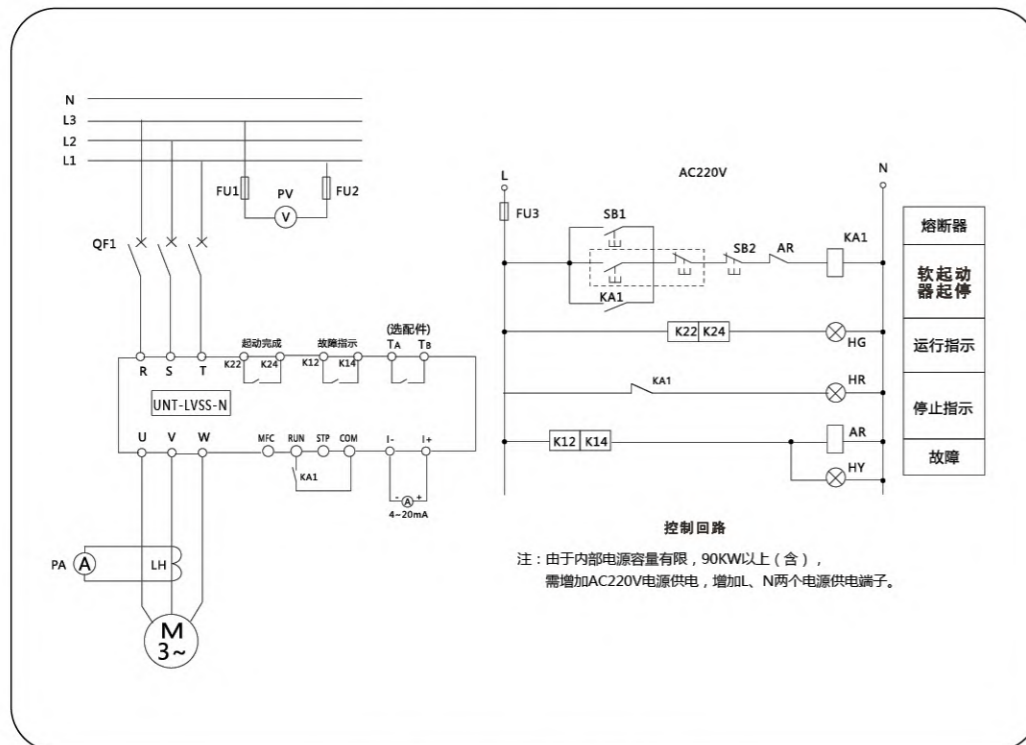 N
L3
L2
L1
FU1
PV
FU2
V
QF1
(选配件)
起动完成
故障指示
TA
TB
K22
K24
K12
K14
R
S
T
UNT-LVSS-N
U
V
W
MFC
RUN
STP
COM
I-
I+
KA1
- A +
4~20mA
PA
A
LH
M
3~
L
AC220V
N
FU3
SB1
SB2
AR
KA1
KA1
K22
K24
HG
KA1
HR
K12
K14
AR
HY
熔断器
软起动
器起停
运行指示
停止指示
故障
控制回路
注：由于内部电源容量有限，90KW以上（含），
需增加AC220V电源供电，增加L、N两个电源供电端子。